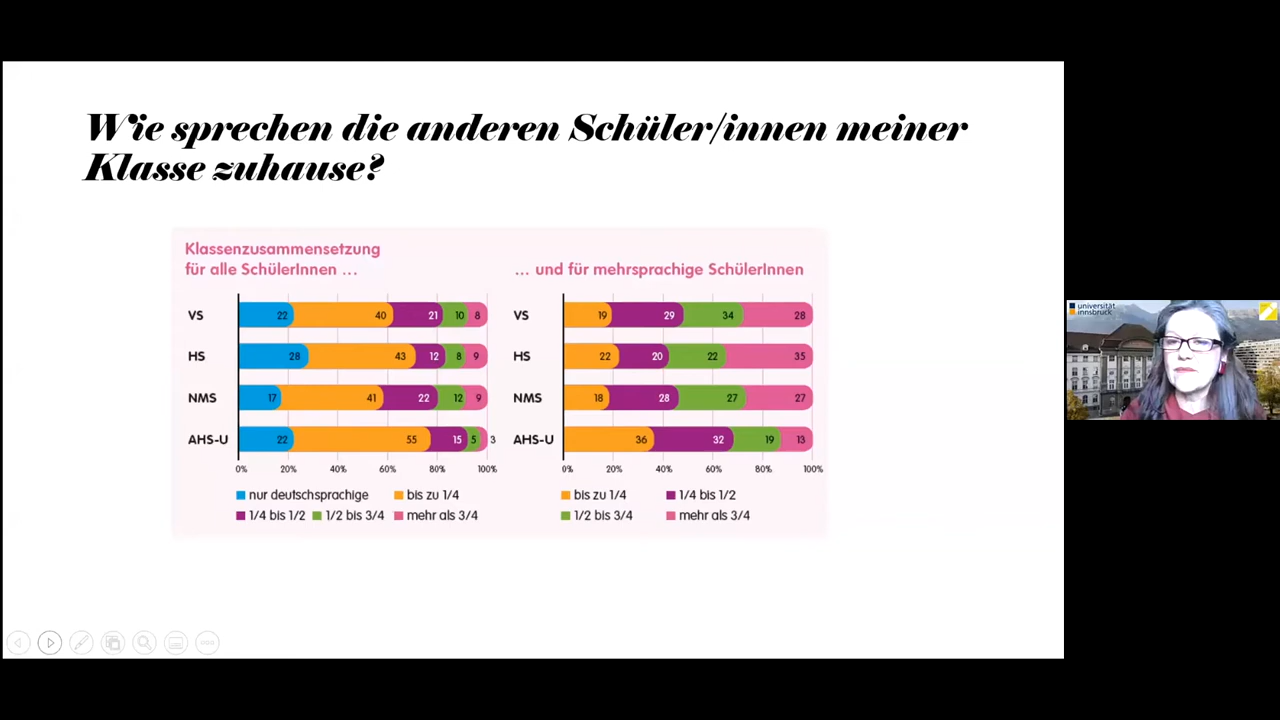 Wie sprechen die anderen Schüler/innen meiner
Klasse zuhause?
Klassenzusammensetzung
für alle SchülerInnen ...
VS 22 40 21 10 8
HS 28 43 12 8 9
NMS 17 41 22 12 9
AHS-U 22 55 15 5 3
0% 20% 40% 60% 80% 100%
nur deutschsprachige bis zu 1/4
1/4 bis 1/2 1/2 bis 3/4 mehr als 3/4
... und für mehrsprachige SchülerInnen
VS 19 29 34 28
HS 22 20 22 35
NMS 18 28 27 27
AHS-U 36 32 19 13
0% 20% 40% 60% 80% 100%
bis zu 1/4 1/4 bis 1/2
1/2 bis 3/4 mehr als 3/4
universität
innsbruck